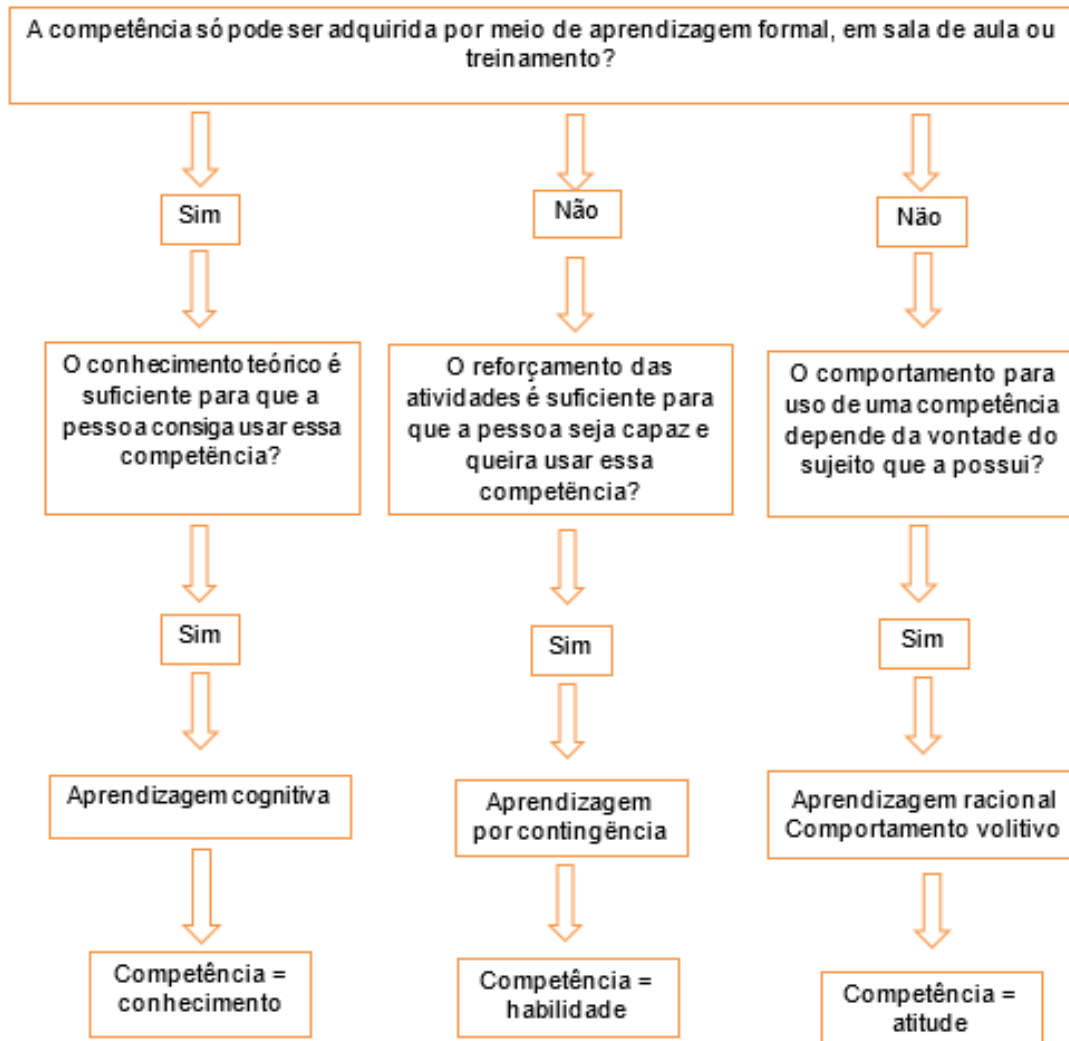 A competência só pode ser adquirida por meio de aprendizagem formal, em sala de aula ou
treinamento?
Sim
Não
Não
O conhecimento teórico é
suficiente para que a
pessoa consiga usar essa
competência?
O reforçamento das
atividades é suficiente para
que a pessoa seja capaz e
queira usar essa
competência?
O comportamento para
uso de uma competência
depende da vontade do
sujeito que a possui?
Sim
Sim
Sim
Aprendizagem cognitiva
Aprendizagem
por contingência
Aprendizagem racional
Comportamento volitivo
Competência =
conhecimento
Competência =
habilidade
Competência =
atitude